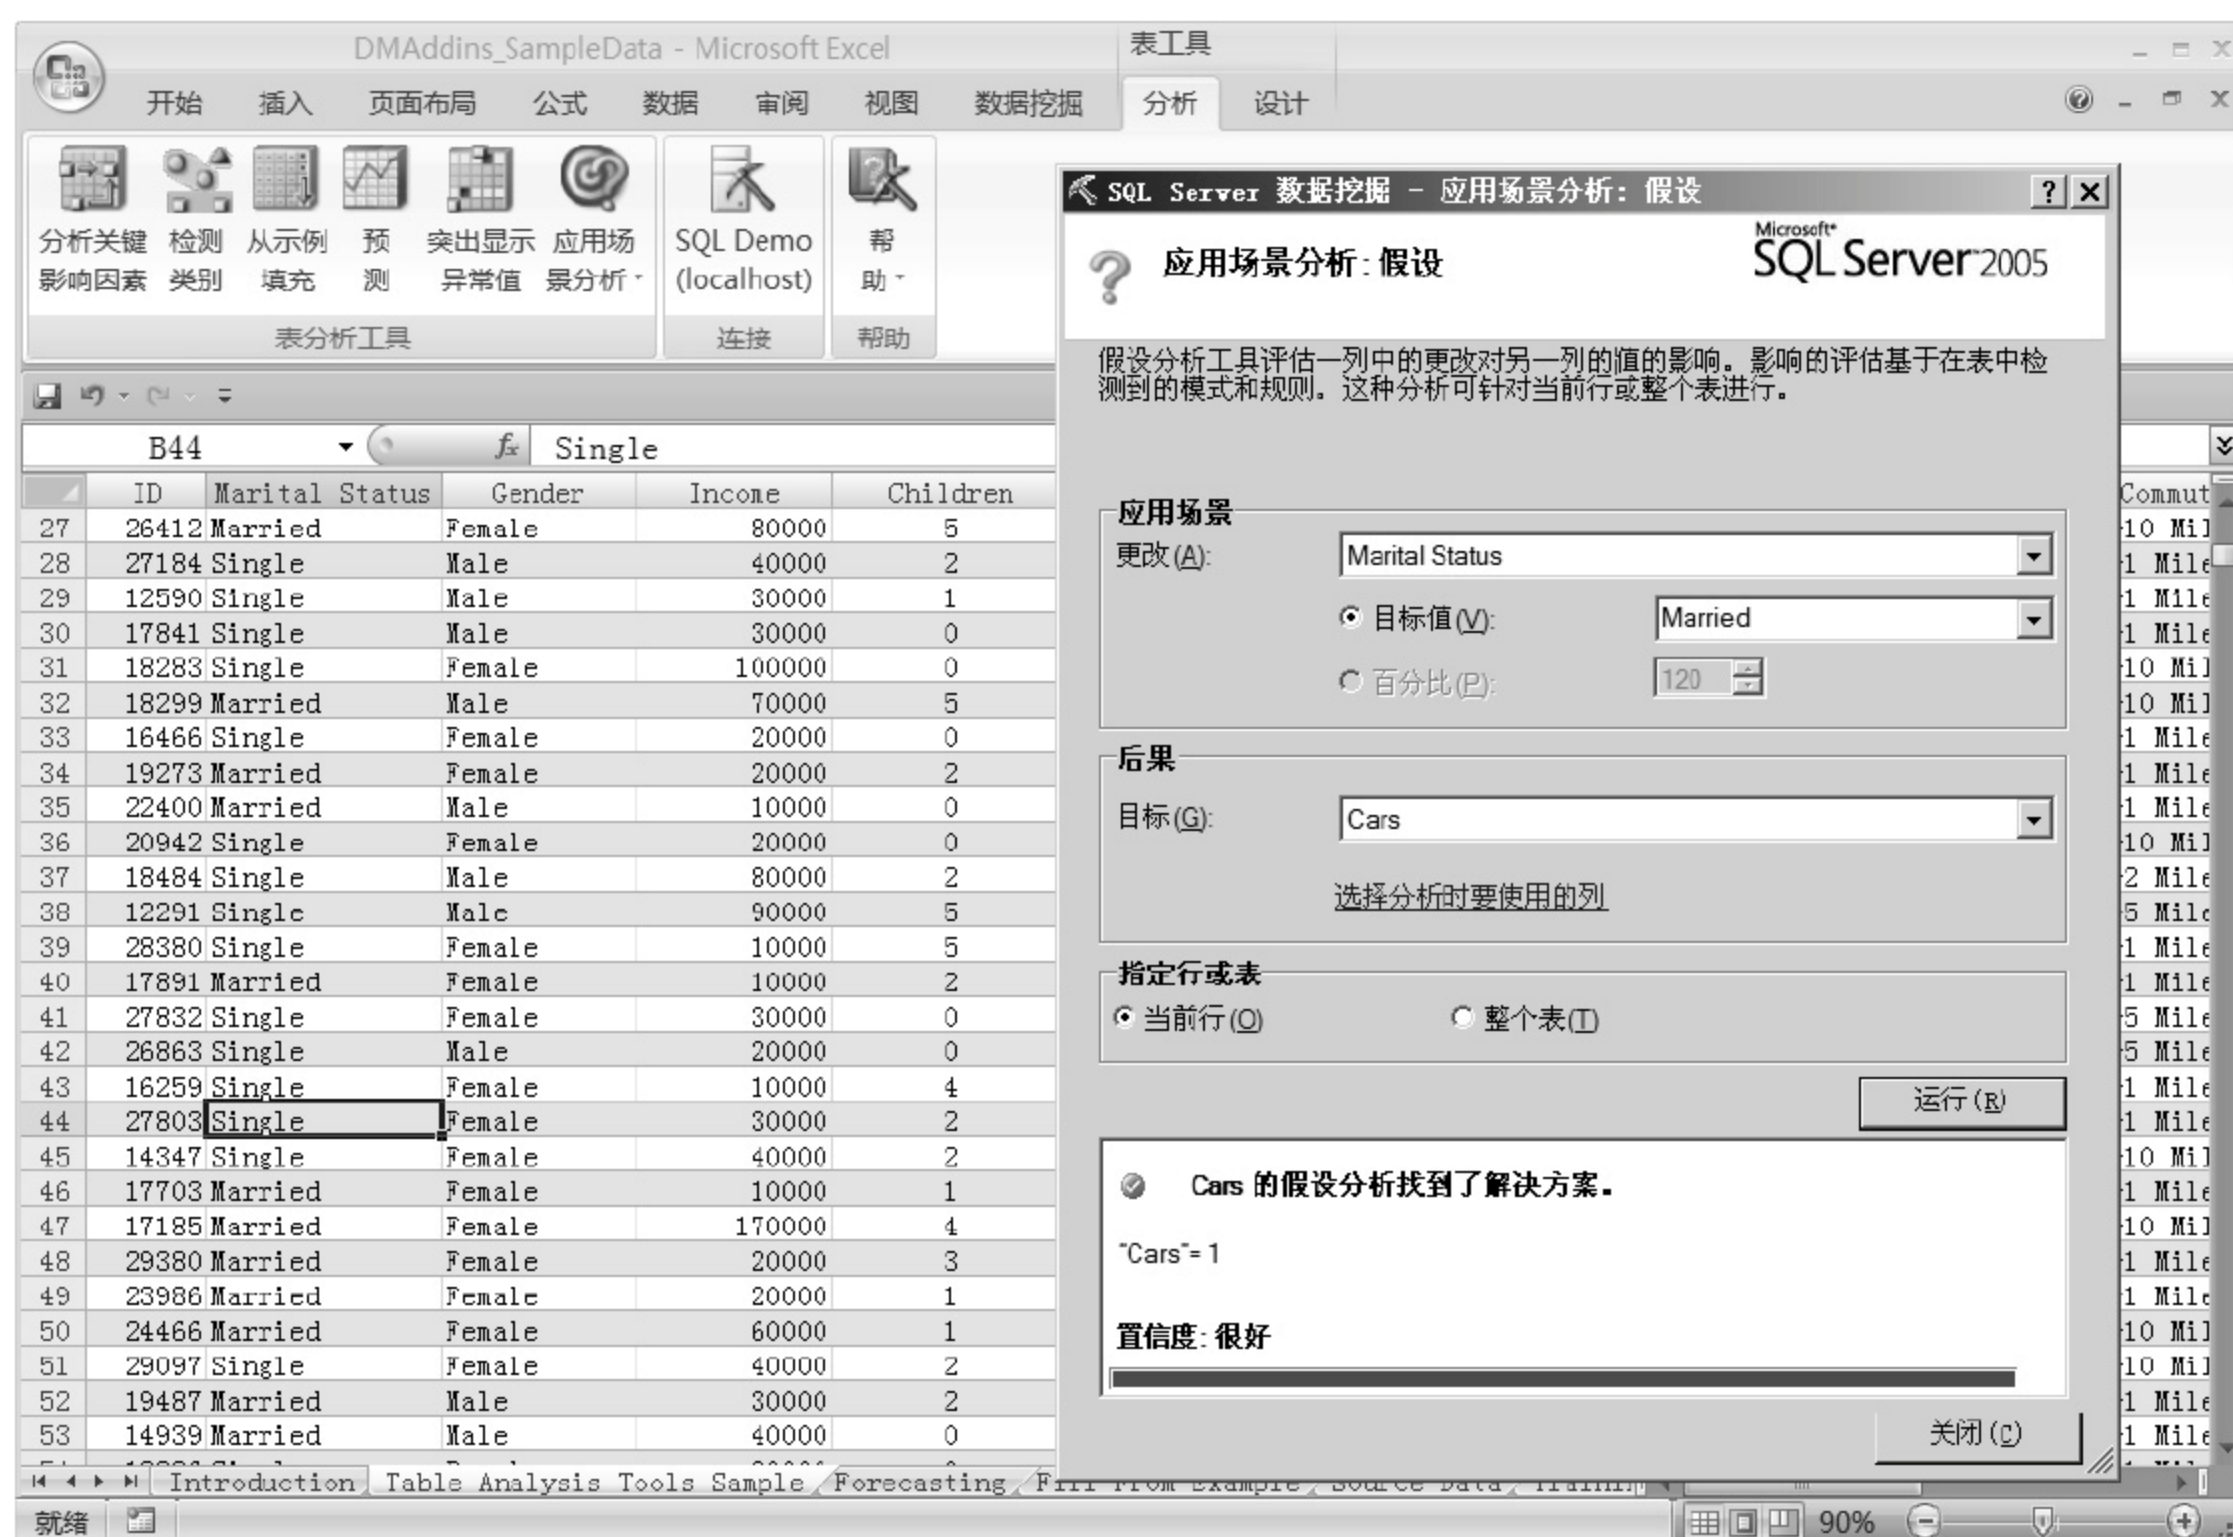 DMAddins_SampleData - Microsoft Excel
表工具
开始 插入 页面布局 公式 数据 审阅 视图 数据挖掘 分析 设计
分析关键影响因素
检测类别
从示例填充
预测
突出显示异常值
应用场景分析
SQL Demo
(localhost)
帮助
表分析工具
连接
帮助
B44
fx
Single
ID Marital Status Gender Income Children
27 26412 Married Female 80000 5
28 27184 Single Male 40000 2
29 12590 Single Male 30000 1
30 17841 Single Male 30000 0
31 18283 Single Female 100000 0
32 18299 Married Male 70000 5
33 16466 Single Female 20000 0
34 19273 Married Female 20000 2
35 22400 Married Male 10000 0
36 20942 Single Female 20000 0
37 18484 Single Male 80000 2
38 12291 Single Male 90000 5
39 28380 Single Female 10000 5
40 17891 Married Female 10000 2
41 27832 Single Female 30000 0
42 26863 Single Male 20000 0
43 16259 Single Female 10000 4
44 27803 Single Female 30000 2
45 14347 Single Female 40000 2
46 17703 Married Female 10000 1
47 17185 Married Female 170000 4
48 29380 Married Female 20000 3
49 23986 Married Female 20000 1
50 24466 Married Female 60000 1
51 29097 Single Female 40000 2
52 19487 Married Male 30000 2
53 14939 Married Male 40000 0
Introduction Table Analysis Tools Sample Forecasting Fill From Example Source Data
就绪
90%
SQL Server 数据挖掘 - 应用场景分析: 假设
应用场景分析: 假设
Microsoft
SQL Server 2005
假设分析工具评估一列中的更改对另一列的值的影响。影响的评估基于在表中检
测到的模式和规则。这种分析可针对当前行或整个表进行。
应用场景
更改(A): Marital Status
目标值(V): Married
百分比(P): 120
后果
目标(G): Cars
选择分析时要使用的列
指定行或表
当前行(O) 整个表(T)
运行(R)
Cars 的假设分析找到了解决方案。
"Cars"= 1
置信度: 很好
关闭(C)